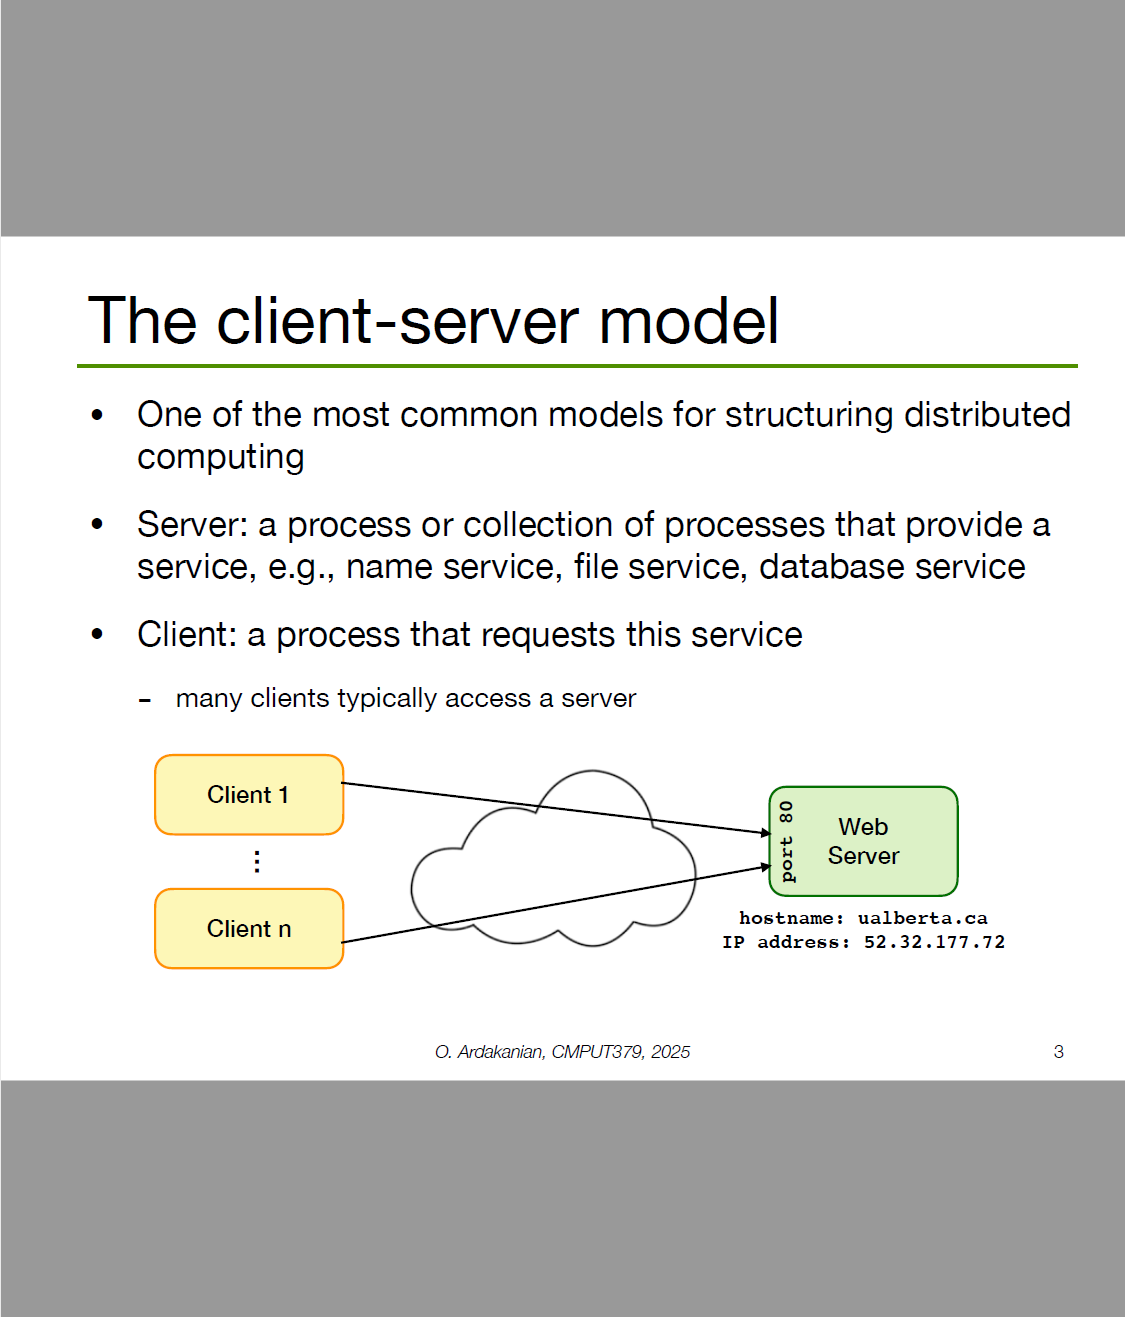 The client-server model
• One of the most common models for structuring distributed
computing
• Server: a process or collection of processes that provide a
service, e.g., name service, file service, database service
• Client: a process that requests this service
– many clients typically access a server
Client 1
⋮
Client n
port 80
Web
Server
hostname: ualberta.ca
IP address: 52.32.177.72
O. Ardakanian, CMPUT379, 2025
3